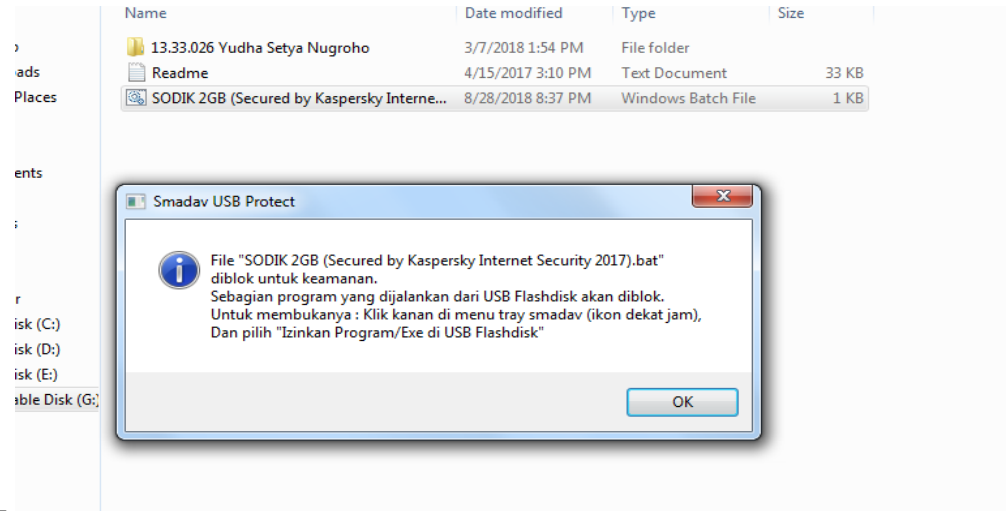 Name Date modified Type Size
13.33.026 Yudha Setya Nugroho 3/7/2018 1:54 PM File folder
ads Readme 4/15/2017 3:10 PM Text Document 33 KB
Places SODIK 2GB (Secured by Kaspersky Interne... 8/28/2018 8:37 PM Windows Batch File 1 KB
ents
Smadav USB Protect
File "SODIK 2GB (Secured by Kaspersky Internet Security 2017).bat"
diblok untuk keamanan.
Sebagian program yang dijalankan dari USB Flashdisk akan diblok.
Untuk membukanya : Klik kanan di menu tray smadav (ikon dekat jam),
Dan pilih "Izinkan Program/Exe di USB Flashdisk"
r
isk (C:)
isk (D:)
isk (E:)
able Disk (G:)
OK